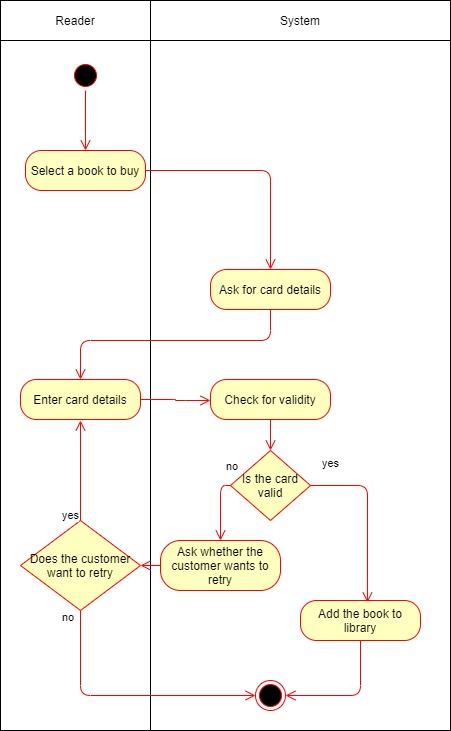 Reader
System
Select a book to buy
Ask for card details
Enter card details
Check for validity
no
yes
Is the card
valid
yes
Does the customer
want to retry
Ask whether the
customer wants to
retry
no
Add the book to
library